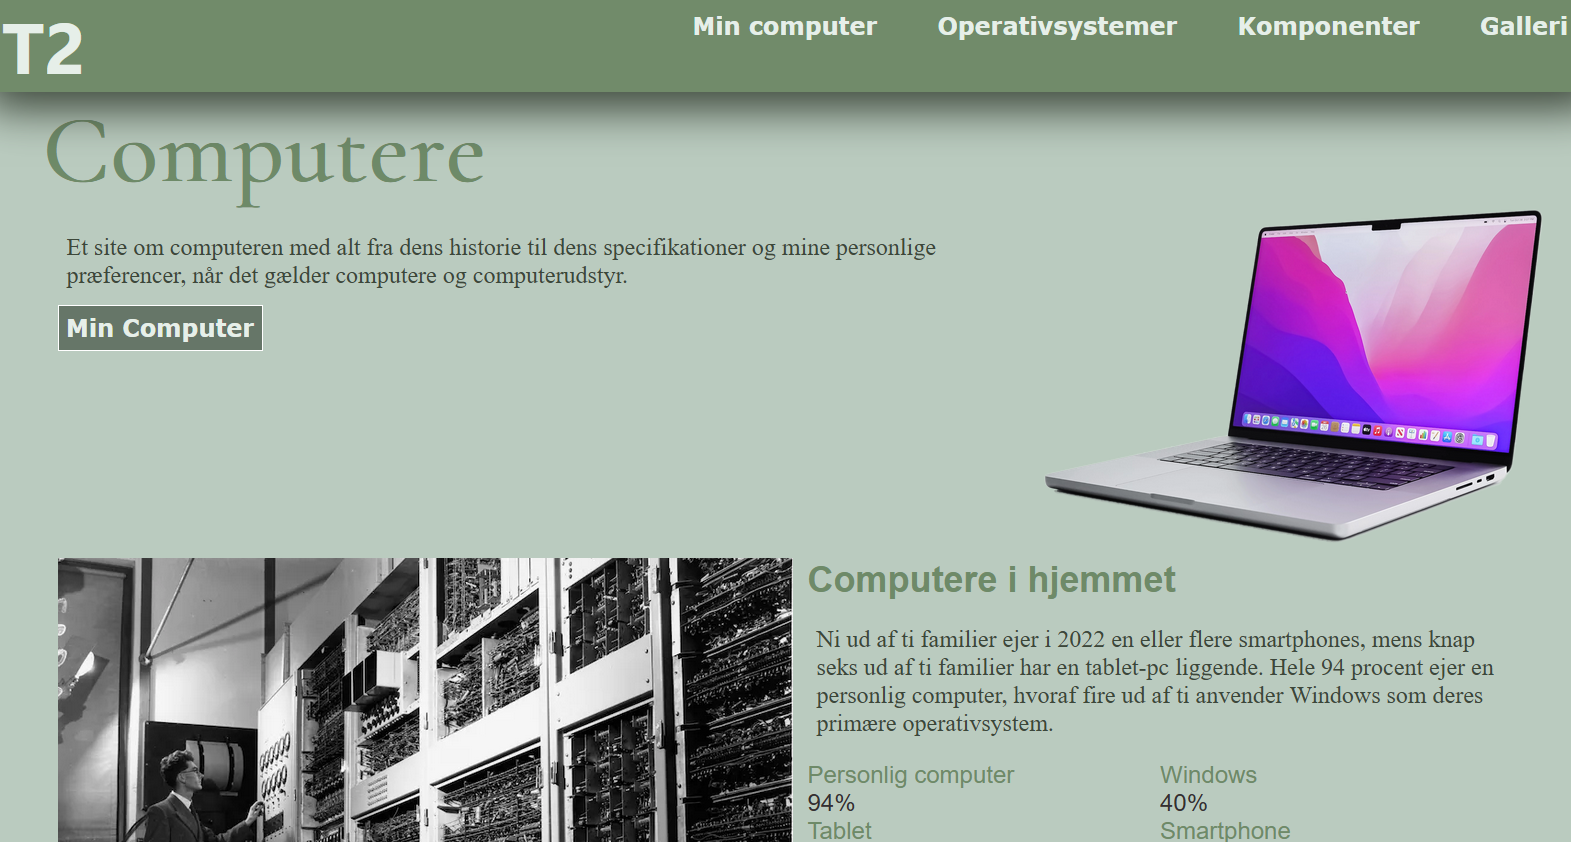 T2
Min computer
Operativsystemer
Komponenter
Galleri
Computere
Et site om computeren med alt fra dens historie til dens specifikationer og mine personlige
præferencer, når det gælder computere og computerudstyr.
Min Computer
Computere i hjemmet
Ni ud af ti familier ejer i 2022 en eller flere smartphones, mens knap
seks ud af ti familier har en tablet-pc liggende. Hele 94 procent ejer en
personlig computer, hvoraf fire ud af ti anvender Windows som deres
primære operativsystem.
Personlig computer
94%
Tablet
Windows
40%
Smartphone